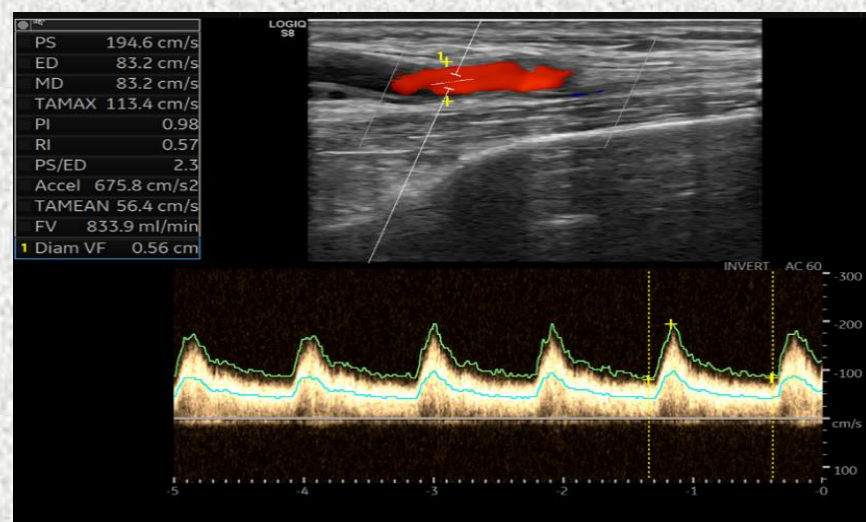 LOGIQ
S8
PS 194.6 cm/s
ED 83.2 cm/s
MD 83.2 cm/s
TAMAX 113.4 cm/s
PI 0.98
RI 0.57
PS/ED 2.3
Accel 675.8 cm/s2
TAMEAN 56.4 cm/s
FV 833.9 ml/min
1 Diam VF 0.56 cm
1
INVERT AC 60
-300
-200
-100
cm/s
100
-5 -4 -3 -2 -1 -0